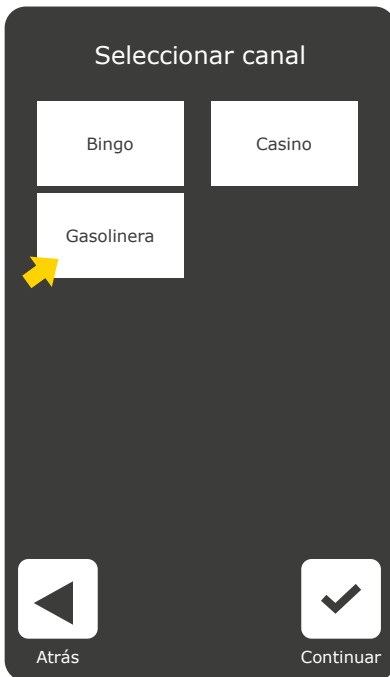 Seleccionar canal
Bingo
Casino
Gasolinera
Atrás
Continuar